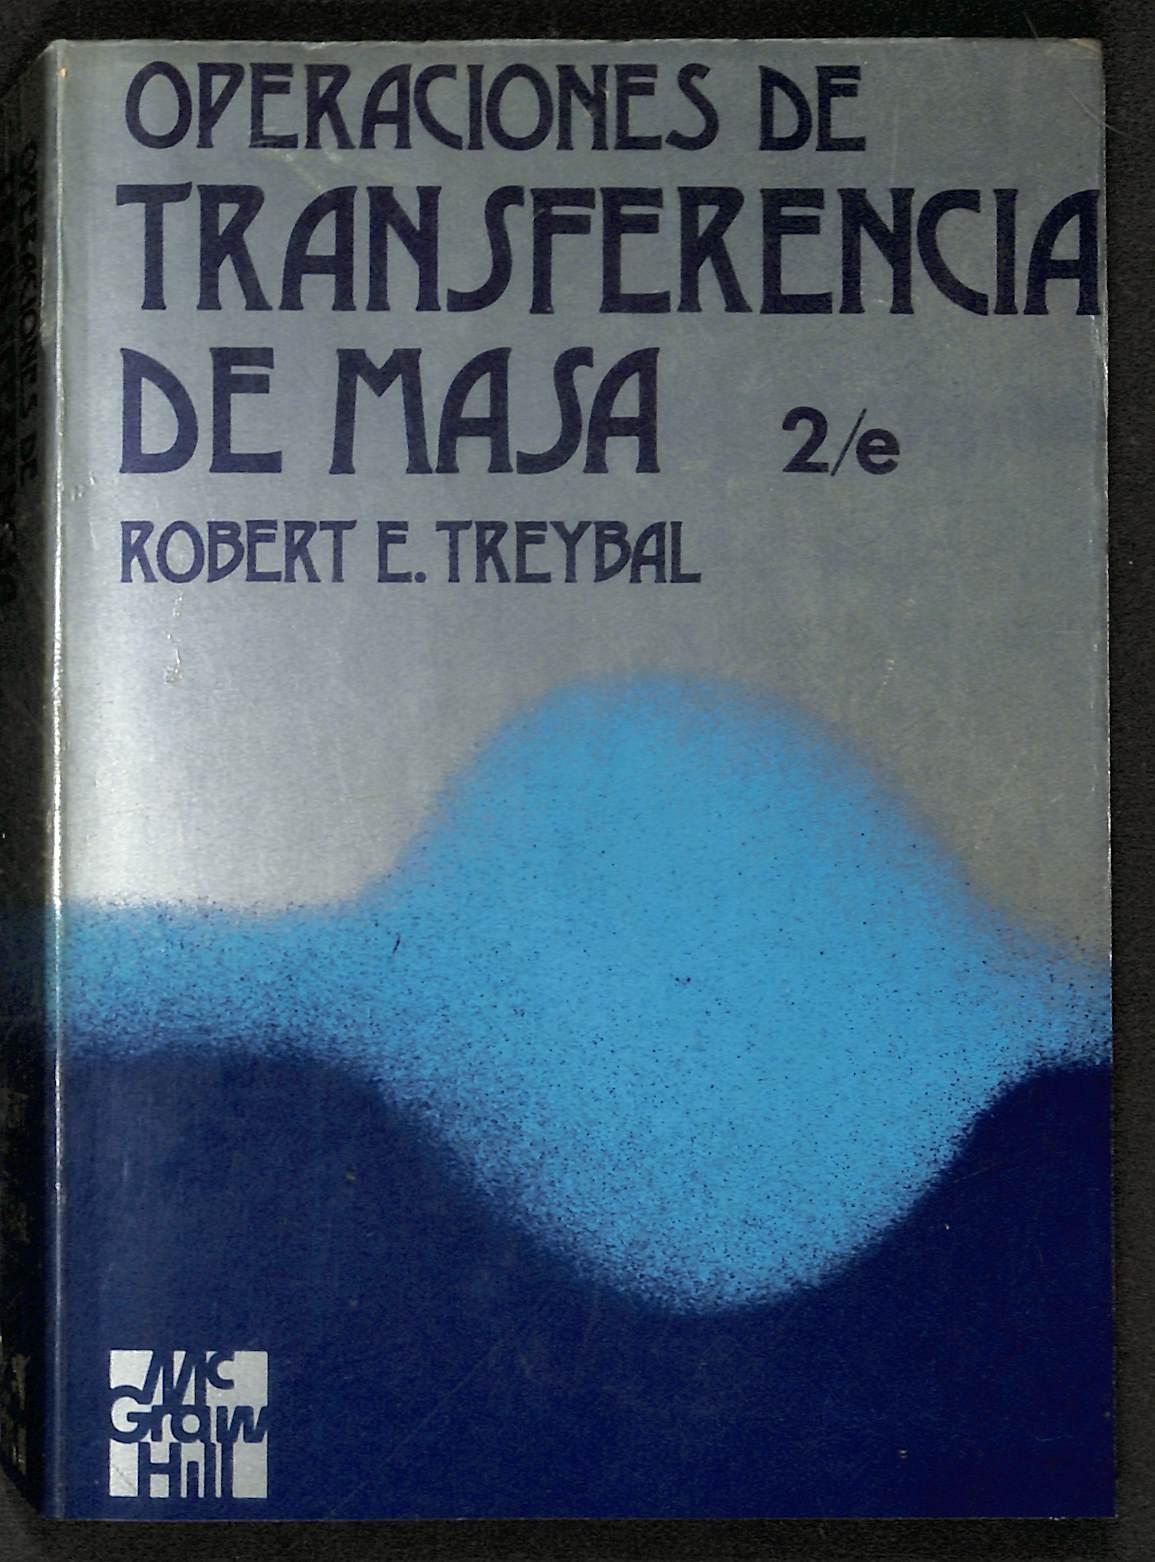 OPERACIONES DE
TRANSFERENCIA
DE MASA 2/e
ROBERT E. TREYBAL
Mc
Graw
Hill